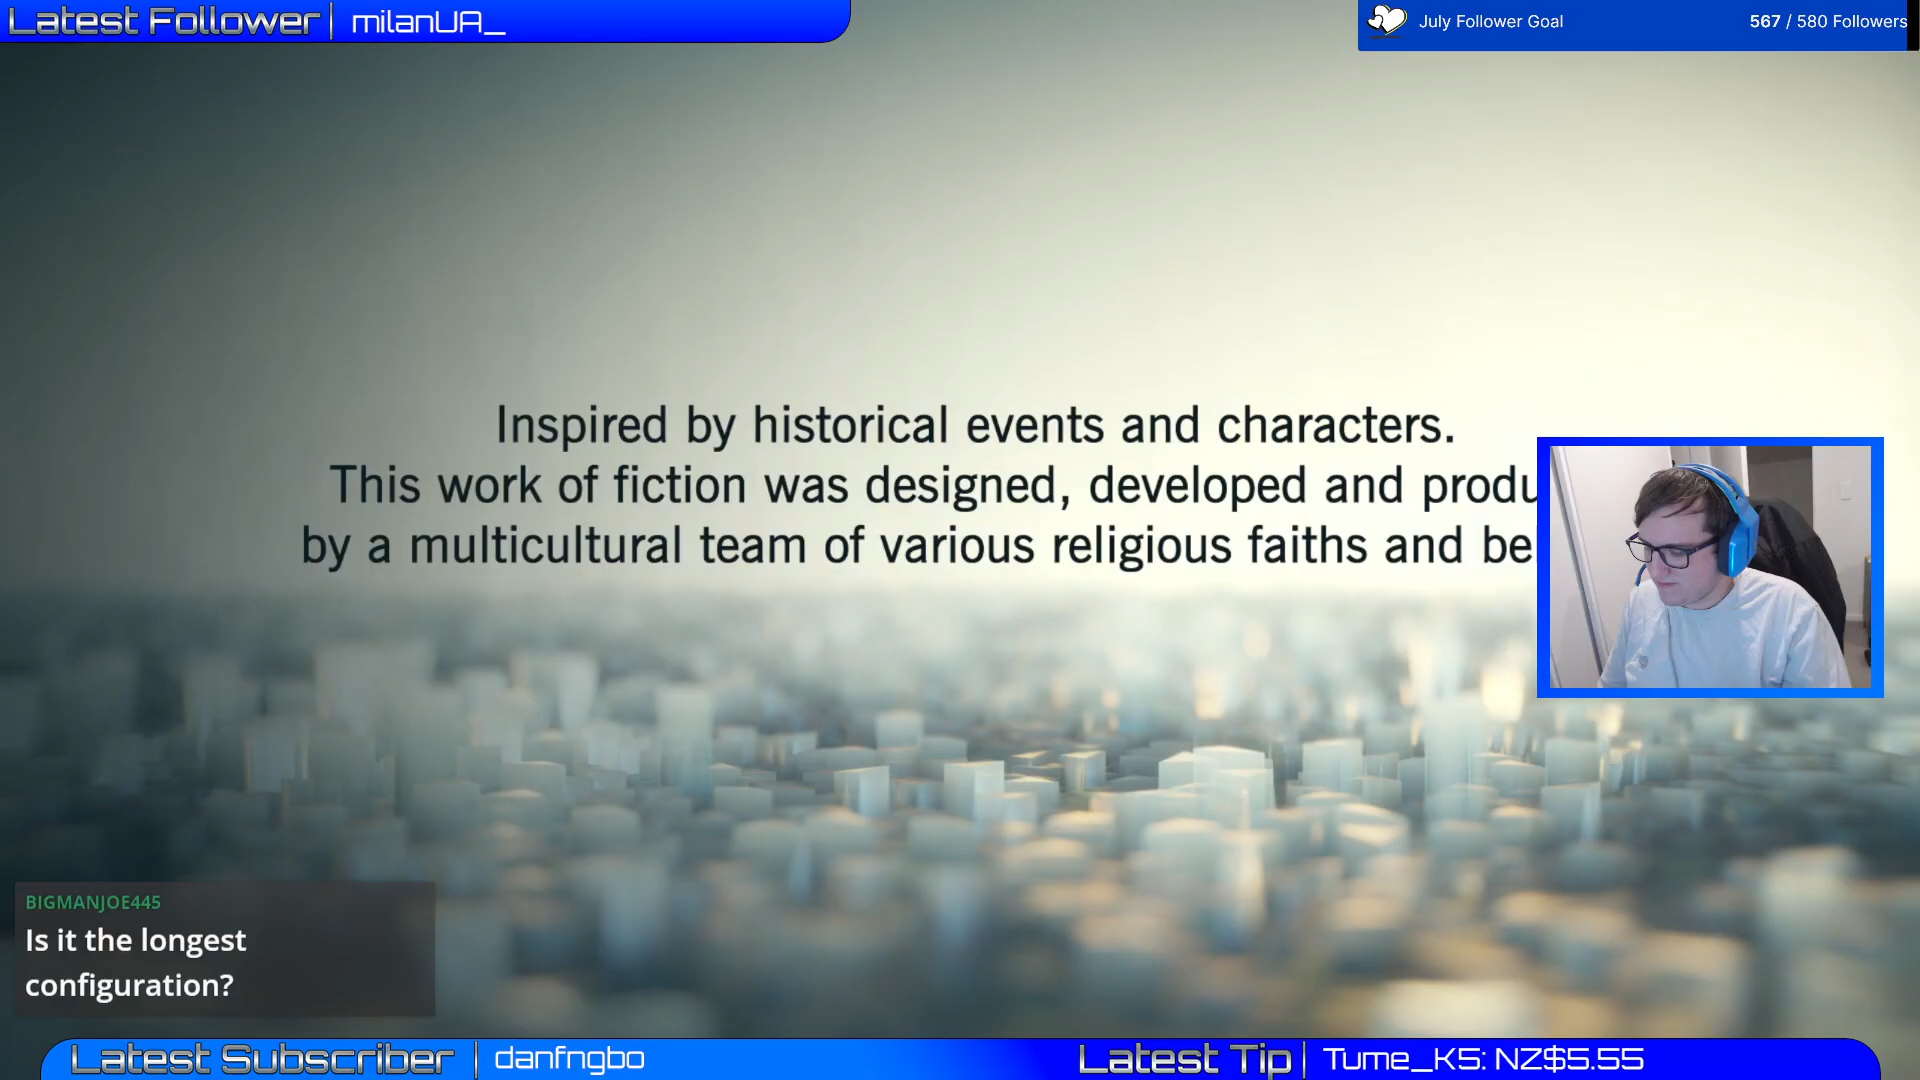 Latest Follower | milanUA_
July Follower Goal 567 / 580 Followers
Inspired by historical events and characters.
This work of fiction was designed, developed and produ
by a multicultural team of various religious faiths and be
BIGMANJOE445
Is it the longest
configuration?
Latest Subscriber | danfngbo
Latest Tip | Tume_K5: NZ$5.55